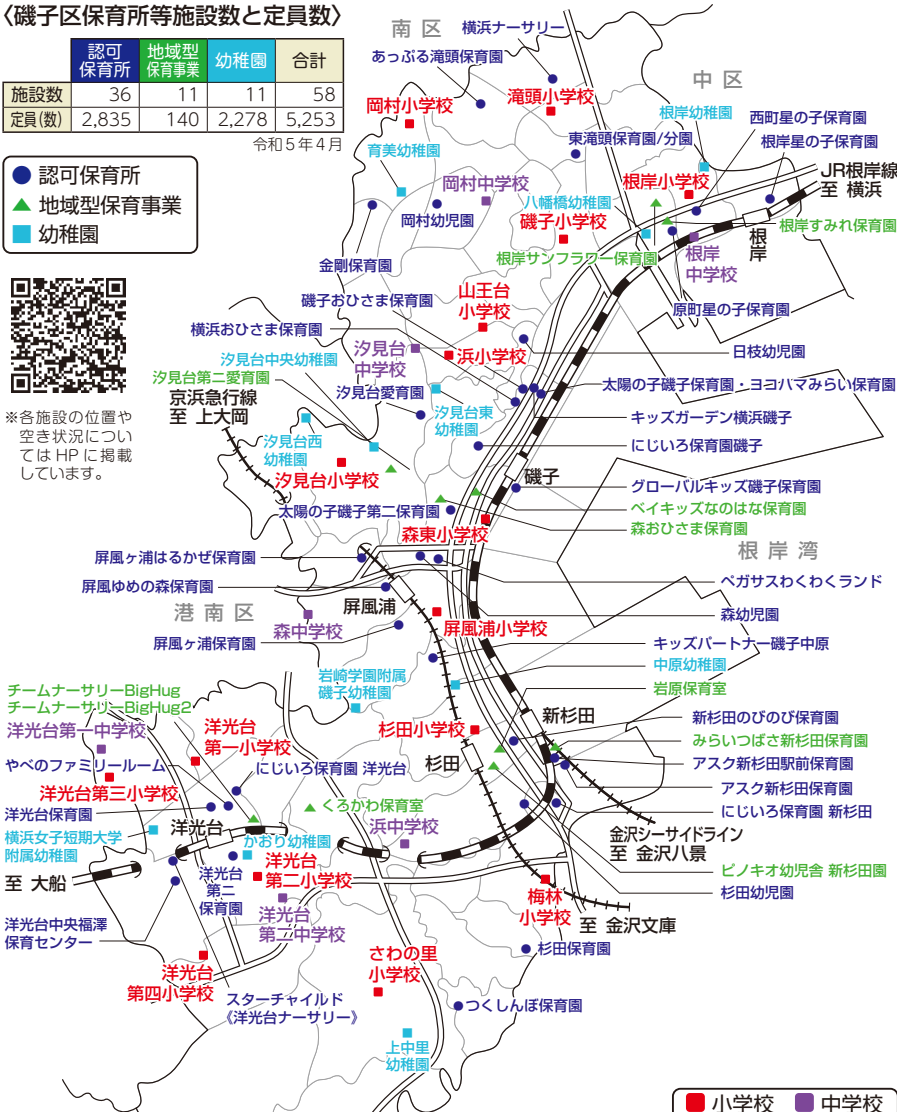 〈磯子区保育所等施設数と定員数〉
認可
保育所
地域型
保育事業
幼稚園
合計
施設数 36 11 11 58
定員(数) 2,835 140 2,278 5,253
令和5年4月
認可保育所
地域型保育事業
幼稚園
※各施設の位置や
空き状況につい
てはHPに掲載
しています。
南区
横浜ナーサリー
あっぷる滝頭保育園
中区
岡村小学校
滝頭小学校
根岸幼稚園
西町星の子保育園
東滝頭保育園/分園
根岸星の子保育園
育美幼稚園
岡村中学校
根岸小学校
JR根岸線
至 横浜
岡村幼児園
八幡橋幼稚園
磯子小学校
根岸すみれ保育園
根岸
根岸サンフラワー保育園
根岸
中学校
金剛保育園
磯子おひさま保育園
山王台
小学校
原町星の子保育園
横浜おひさま保育園
汐見台
中学校
浜小学校
日枝幼児園
汐見台中央幼稚園
汐見台第二愛育園
京浜急行線
至 上大岡
汐見台愛育園
太陽の子磯子保育園・ヨコハマみらい保育園
汐見台東
幼稚園
キッズガーデン横浜磯子
汐見台西
幼稚園
にじいろ保育園磯子
汐見台小学校
磯子
グローバルキッズ磯子保育園
太陽の子磯子第二保育園
ベイキッズなのはな保育園
森東小学校
森おひさま保育園
根岸湾
屏風ヶ浦はるかぜ保育園
屏風ゆめの森保育園
ペガサスわくわくランド
港南区
屏風浦
森幼児園
森中学校
屏風浦小学校
屏風ヶ浦保育園
キッズパートナー磯子中原
岩崎学園附属
磯子幼稚園
中原幼稚園
岩原保育室
チームナーサリーBigHug
チームナーサリーBigHug2
洋光台第一中学校
洋光台
第一小学校
杉田小学校
新杉田
新杉田のびのび保育園
みらいつばさ新杉田保育園
やべのファミリールーム
にじいろ保育園 洋光台
杉田
アスク新杉田駅前保育園
洋光台第三小学校
アスク新杉田保育園
洋光台保育園
くろかわ保育室
にじいろ保育園 新杉田
洋光台
浜中学校
金沢シーサイドライン
至 金沢八景
横浜女子短期大学
附属幼稚園
かおり幼稚園
至 大船
洋光台
第二
保育園
洋光台
第二小学校
ピノキオ幼児舎 新杉田園
杉田幼児園
梅林
小学校
洋光台
第二中学校
至 金沢文庫
洋光台中央福澤
保育センター
さわの里
小学校
杉田保育園
洋光台
第四小学校
スターチャイルド
《洋光台ナーサリー》
つくしんぼ保育園
上中里
幼稚園
小学校 中学校